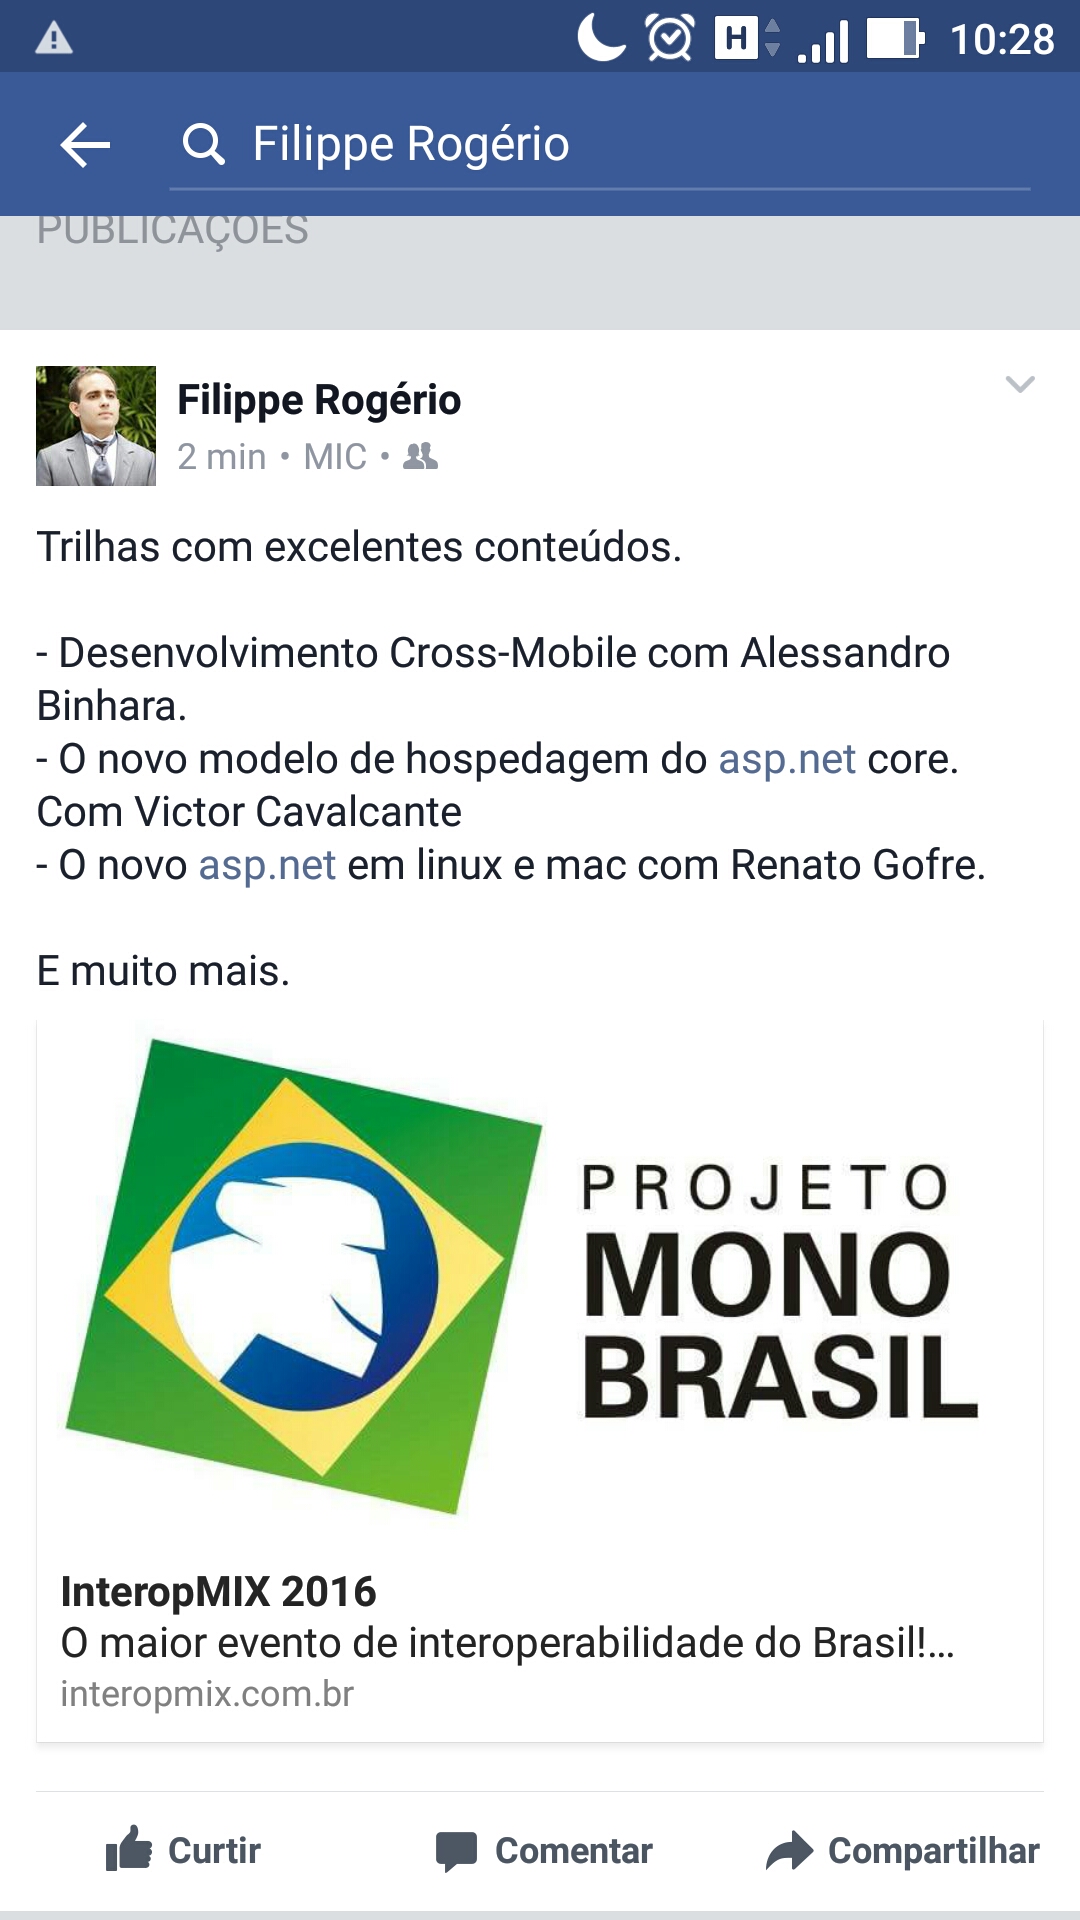 H 10:28
Filippe Rogério
PUBLICAÇÕES
Filippe Rogério
2 min • MIC •
Trilhas com excelentes conteúdos.
- Desenvolvimento Cross-Mobile com Alessandro
Binhara.
- O novo modelo de hospedagem do asp.net core.
Com Victor Cavalcante
- O novo asp.net em linux e mac com Renato Gofre.
E muito mais.
PROJETO
MONO
BRASIL
InteropMIX 2016
O maior evento de interoperabilidade do Brasil!...
interopmix.com.br
Curtir Comentar Compartilhar